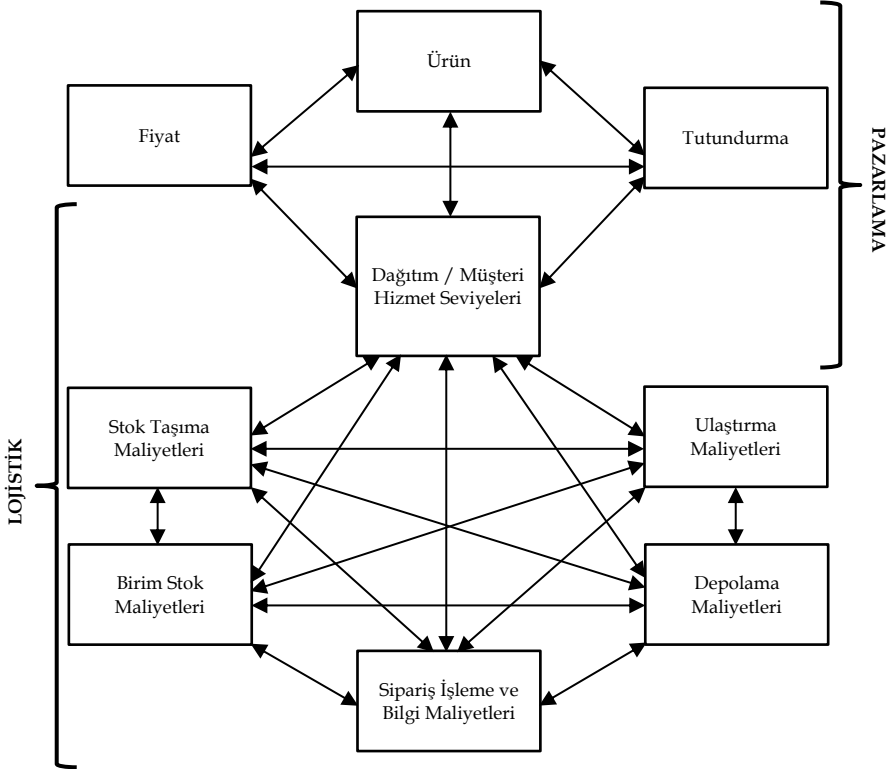 Ürün
Fiyat
Tutundurma
PAZARLAMA
Dağıtım / Müşteri
Hizmet Seviyeleri
LOJİSTİK
Stok Taşıma
Maliyetleri
Ulaştırma
Maliyetleri
Birim Stok
Maliyetleri
Depolama
Maliyetleri
Sipariş İşleme ve
Bilgi Maliyetleri